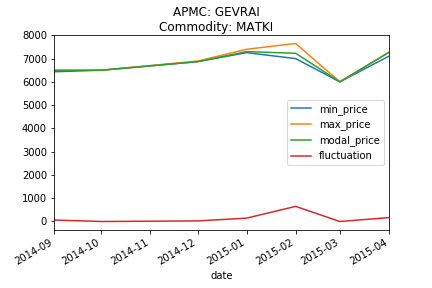 APMC: GEVRAI
Commodity: MATKI
8000
7000
6000
5000
4000
3000
2000
1000
0
min_price
max_price
modal_price
fluctuation
2014-09
2014-10
2014-11
2014-12
2015-01
2015-02
2015-03
2015-04
date